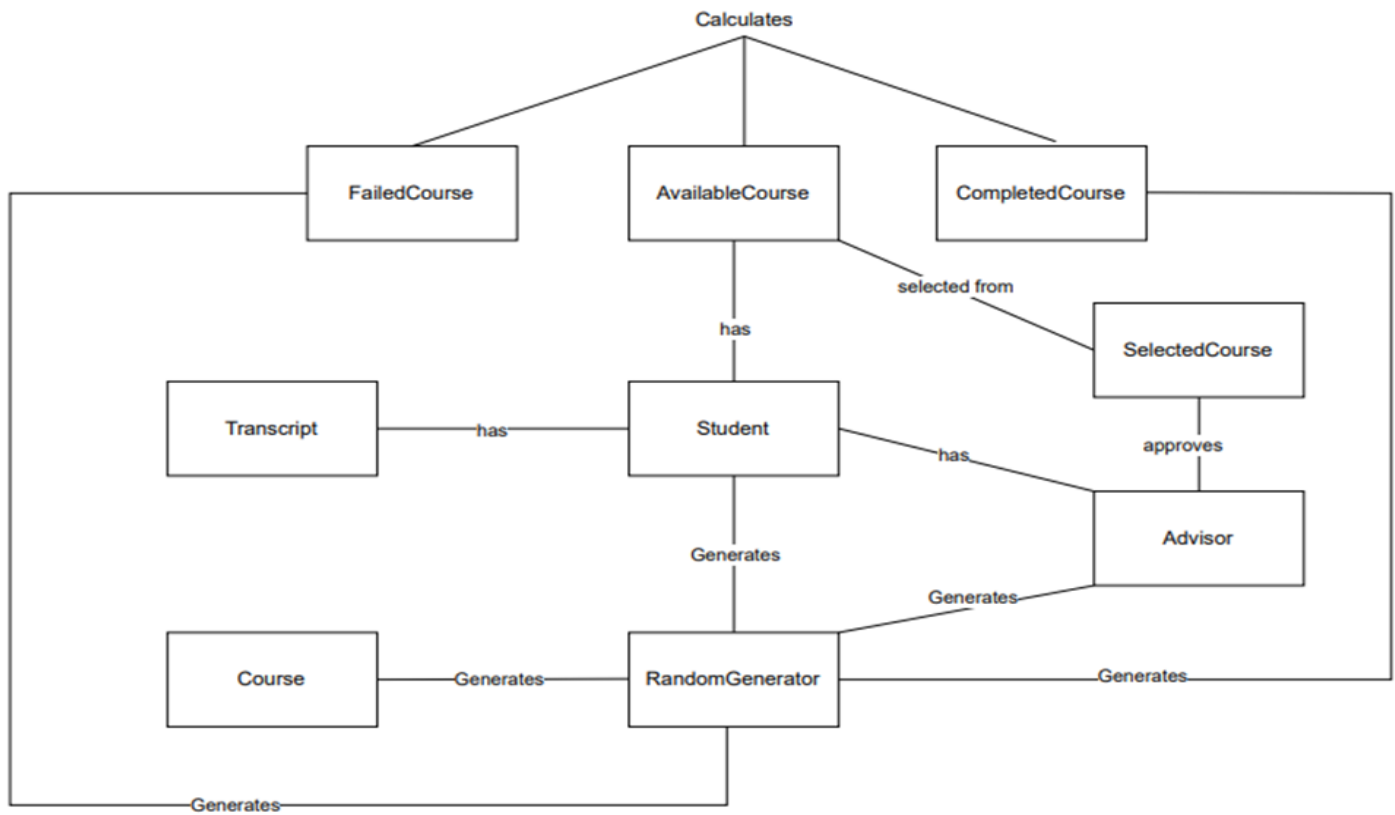 Calculates
FailedCourse
AvailableCourse
CompletedCourse
selected from
has
SelectedCourse
Transcript
has
Student
has
approves
Advisor
Generates
Generates
Course
Generates
RandomGenerator
Generates
Generates